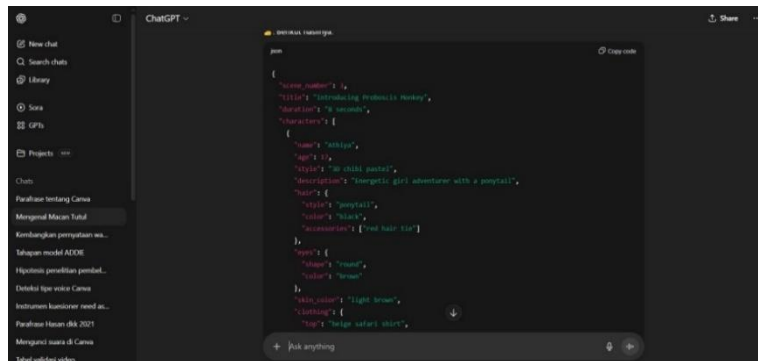 ChatGPT
Share
New chat
Search chats
Library
Sora
GPTs
Projects NEW
Chats
Parafrase tentang Canva
Mengenal Macan Tutul
Kembangkan pernyataan wa...
Tahapan model ADDIE
Hipotesis penelitian pembel...
Deteksi tipe voice Canva
Instrumen kuesioner need as...
Parafrase Hasan dkk 2021
Mengunci suara di Canva
Tabel validasi video
Berikut hasilnya:
json
Copy code
{
"scene_number": 1,
"title": "Introducing Proboscis Monkey",
"duration": "8 seconds",
"characters": [
{
"name": "Athiya",
"age": 12,
"style": "3D chibi pastel",
"description": "Energetic girl adventurer with a ponytail",
"hair": {
"style": "ponytail",
"color": "black",
"accessories": ["red hair tie"]
},
"eyes": {
"shape": "round",
"color": "brown"
},
"skin_color": "light brown",
"clothing": {
"top": "beige safari shirt",
Ask anything